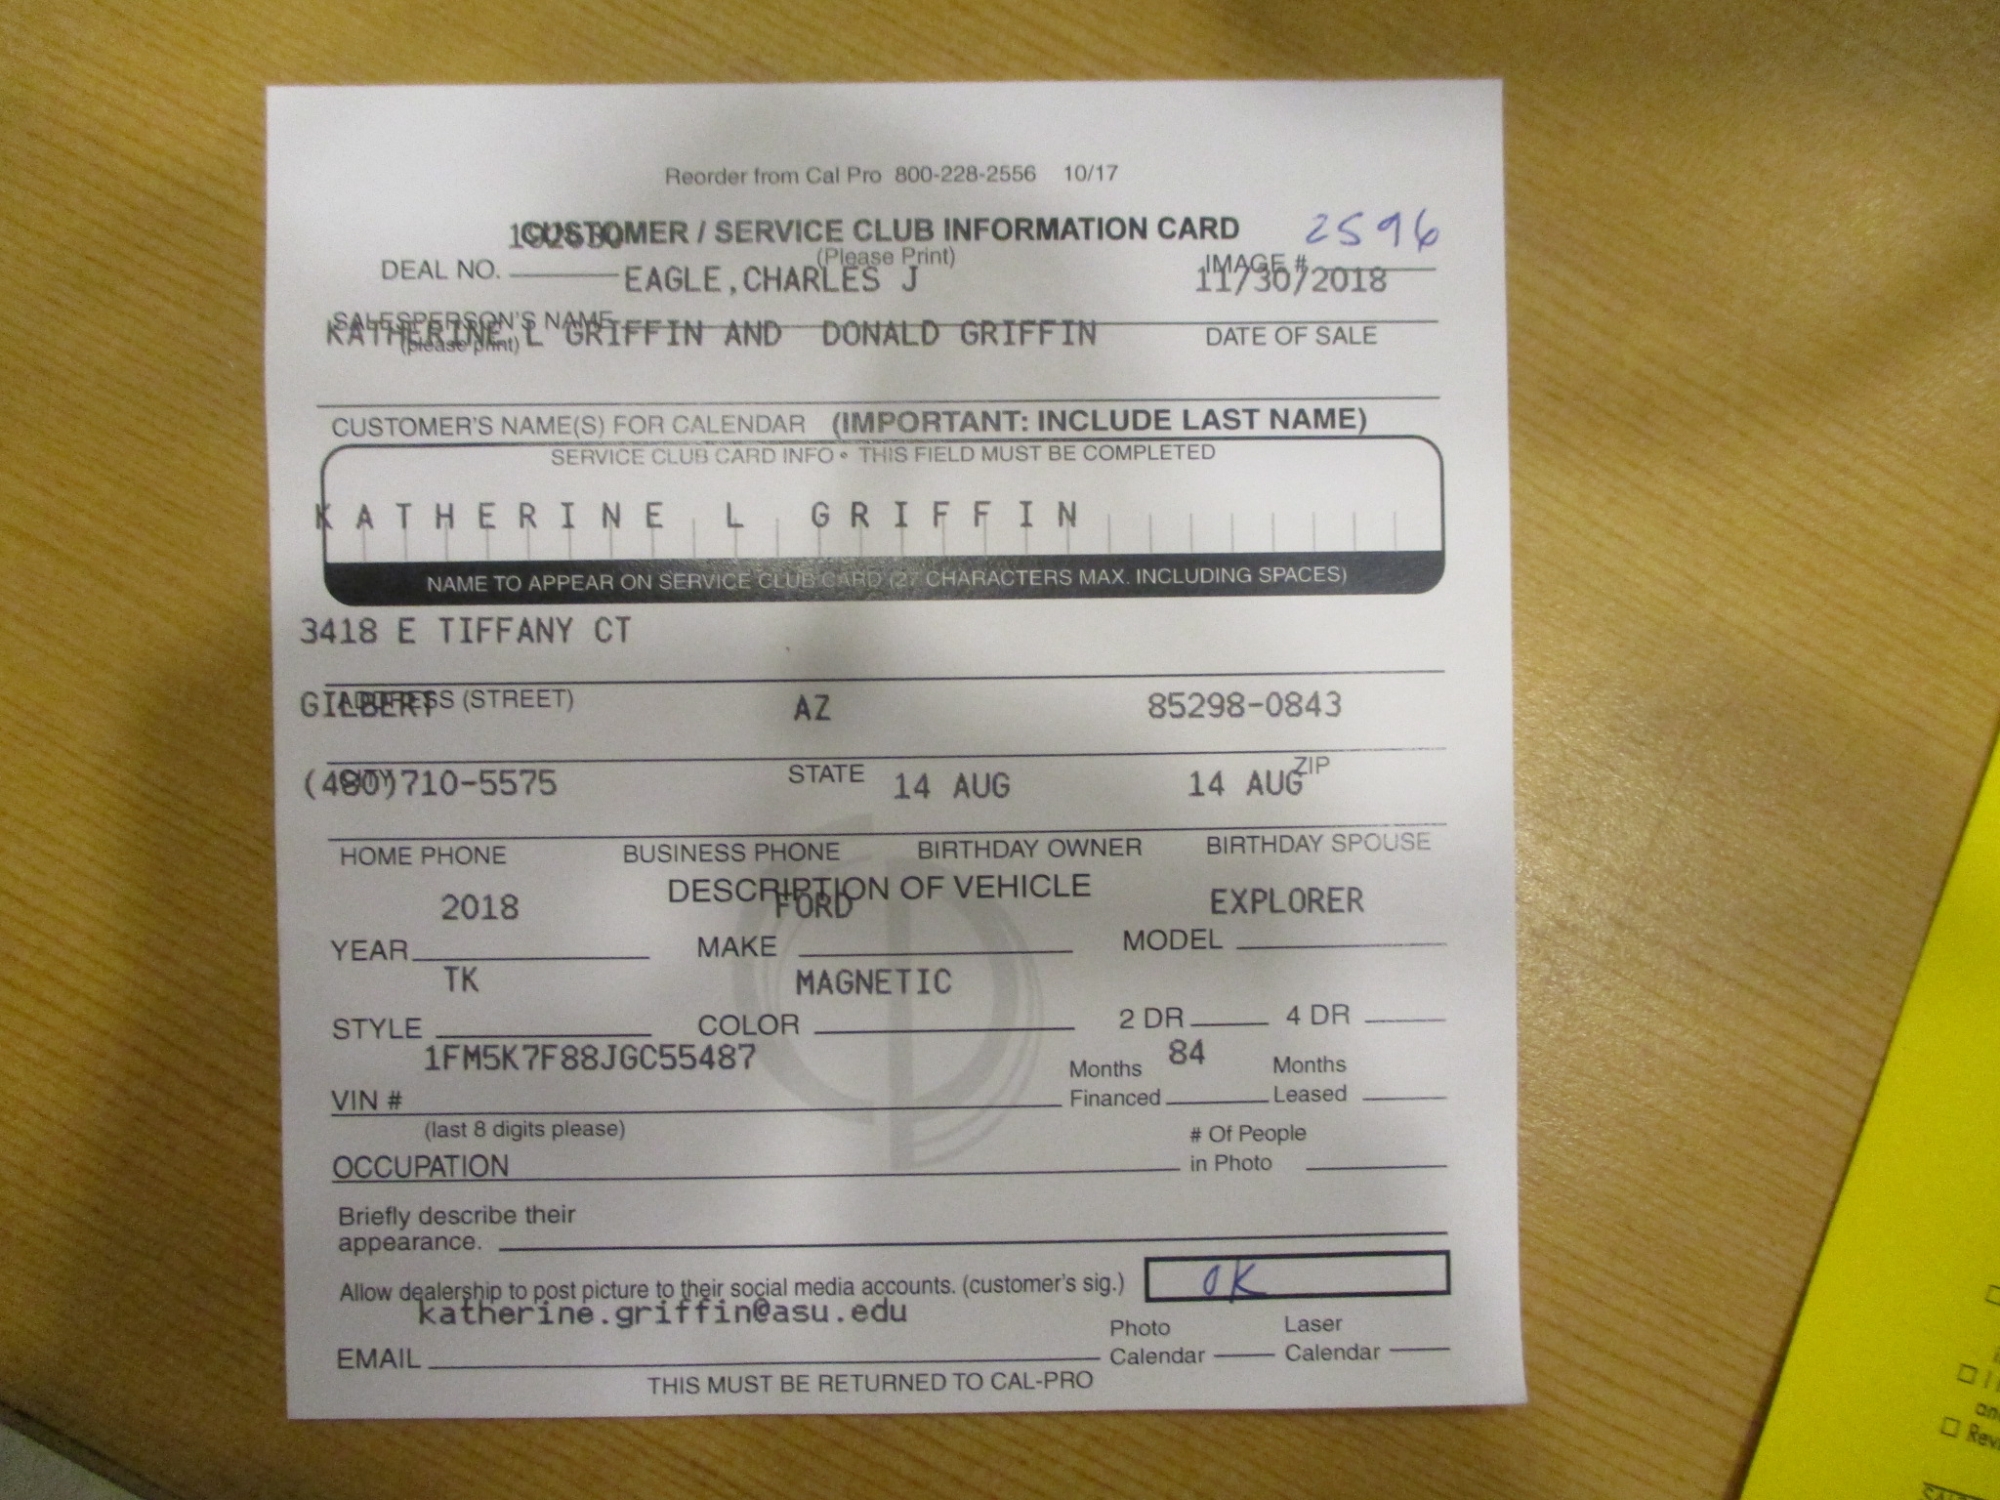 Reorder from Cal Pro 800-228-2556 10/17
CUSTOMER / SERVICE CLUB INFORMATION CARD 2596
(Please Print)
DEAL NO. EAGLE,CHARLES J IMAGE #
11/30/2018
SALESPERSON'S NAME
(please print)
KATHERINE L GRIFFIN AND DONALD GRIFFIN DATE OF SALE
CUSTOMER'S NAME(S) FOR CALENDAR (IMPORTANT: INCLUDE LAST NAME)
SERVICE CLUB CARD INFO • THIS FIELD MUST BE COMPLETED
KATHERINE L GRIFFIN
NAME TO APPEAR ON SERVICE CLUB CARD (27 CHARACTERS MAX. INCLUDING SPACES)
3418 E TIFFANY CT
ADDRESS (STREET)
GILBERT AZ 85298-0843
CITY STATE ZIP
(480)710-5575 14 AUG 14 AUG
HOME PHONE BUSINESS PHONE BIRTHDAY OWNER BIRTHDAY SPOUSE
DESCRIPTION OF VEHICLE
2018 FORD EXPLORER
YEAR MAKE MODEL
TK MAGNETIC
STYLE COLOR 2 DR 4 DR
1FM5K7F88JGC55487 84
VIN # Months Financed Months Leased
(last 8 digits please)
OCCUPATION # Of People in Photo
Briefly describe their
appearance.
Allow dealership to post picture to their social media accounts. (customer's sig.) OK
katherine.griffin@asu.edu
EMAIL Photo Calendar Laser Calendar
THIS MUST BE RETURNED TO CAL-PRO